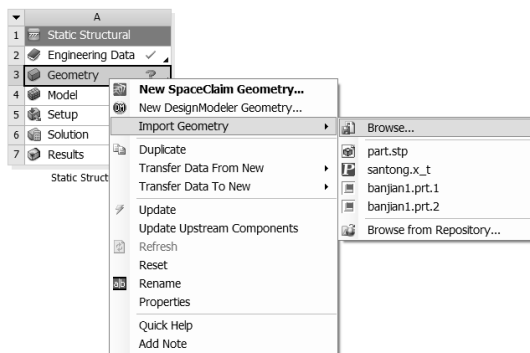 A
1 Static Structural
2 Engineering Data
3 Geometry ?
4 Model
5 Setup
6 Solution
7 Results
Static Struct
New SpaceClaim Geometry...
New DesignModeler Geometry...
Import Geometry
Duplicate
Transfer Data From New
Transfer Data To New
Update
Update Upstream Components
Refresh
Reset
Rename
Properties
Quick Help
Add Note
Browse...
part.stp
santong.x_t
banjian1.prt.1
banjian1.prt.2
Browse from Repository...